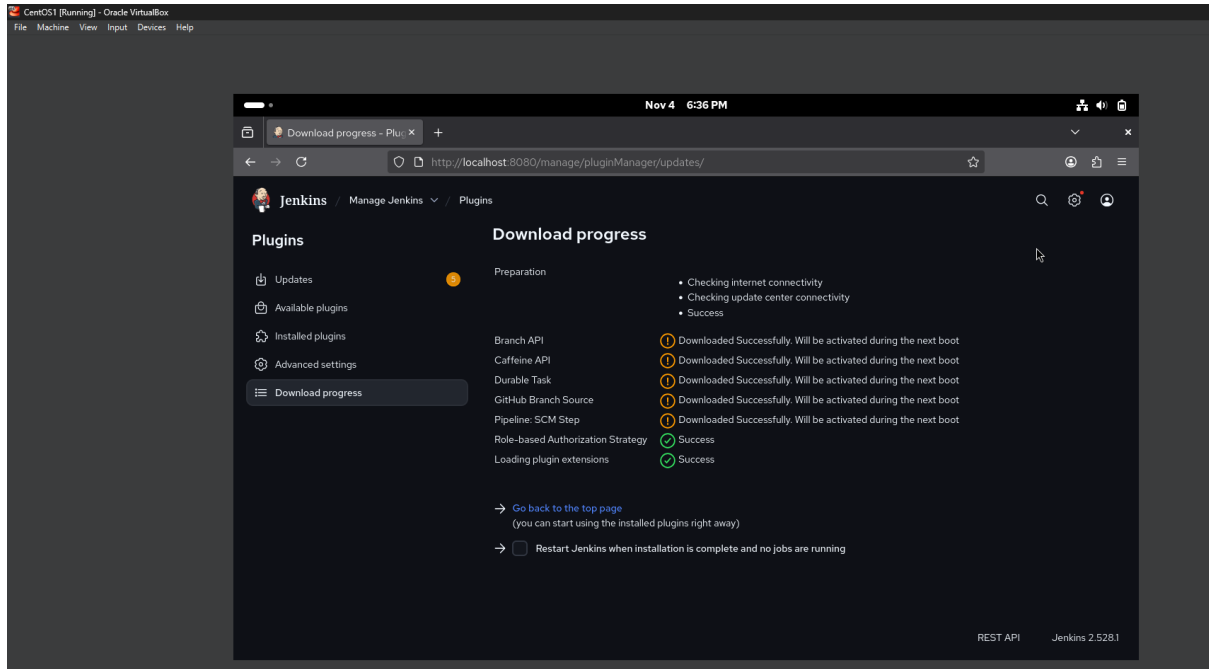 CentOS1 [Running] - Oracle VirtualBox
File Machine View Input Devices Help
Nov 4 6:36 PM
Download progress - Plug
http://localhost:8080/manage/pluginManager/updates/
Jenkins / Manage Jenkins / Plugins
Plugins
Updates 5
Available plugins
Installed plugins
Advanced settings
Download progress
Download progress
Preparation
• Checking internet connectivity
• Checking update center connectivity
• Success
Branch API Downloaded Successfully. Will be activated during the next boot
Caffeine API Downloaded Successfully. Will be activated during the next boot
Durable Task Downloaded Successfully. Will be activated during the next boot
GitHub Branch Source Downloaded Successfully. Will be activated during the next boot
Pipeline: SCM Step Downloaded Successfully. Will be activated during the next boot
Role-based Authorization Strategy Success
Loading plugin extensions Success
→ Go back to the top page
(you can start using the installed plugins right away)
→ Restart Jenkins when installation is complete and no jobs are running
REST API Jenkins 2.528.1